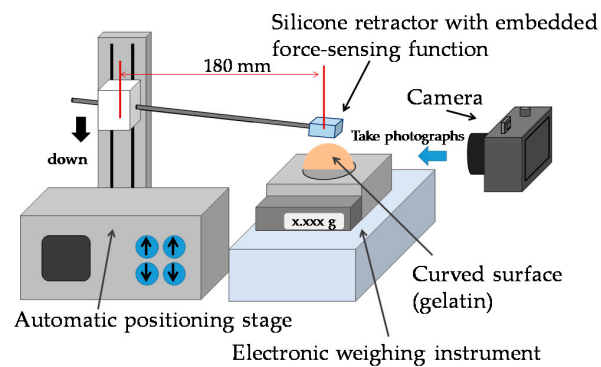 Silicone retractor with embedded
force-sensing function
180 mm
Camera
Take photographs
down
x.xxx g
Curved surface
(gelatin)
Automatic positioning stage
Electronic weighing instrument